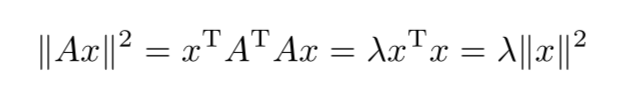 ‖Ax‖² = xᵀAᵀAx = λxᵀx = λ‖x‖²